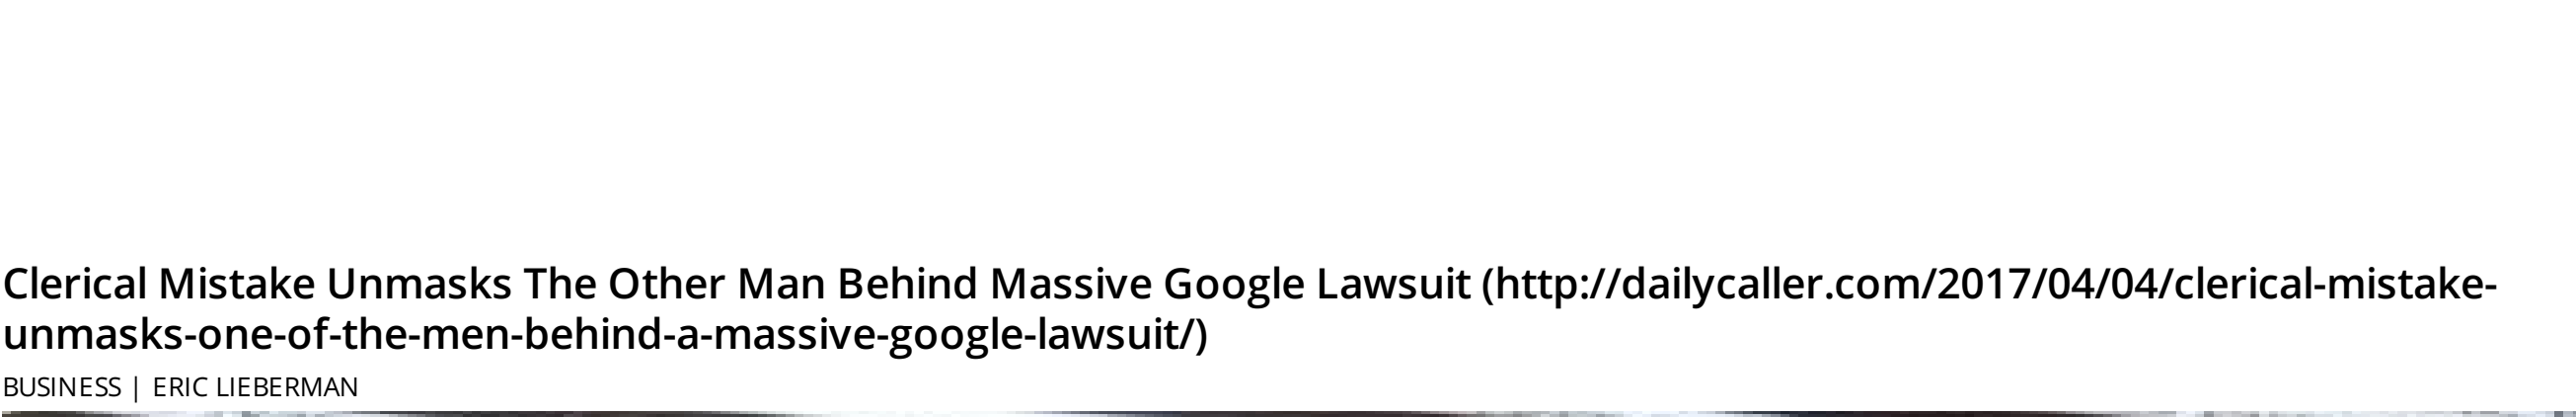 Clerical Mistake Unmasks The Other Man Behind Massive Google Lawsuit (http://dailycaller.com/2017/04/04/clerical-mistake-
unmasks-one-of-the-men-behind-a-massive-google-lawsuit/)
BUSINESS | ERIC LIEBERMAN